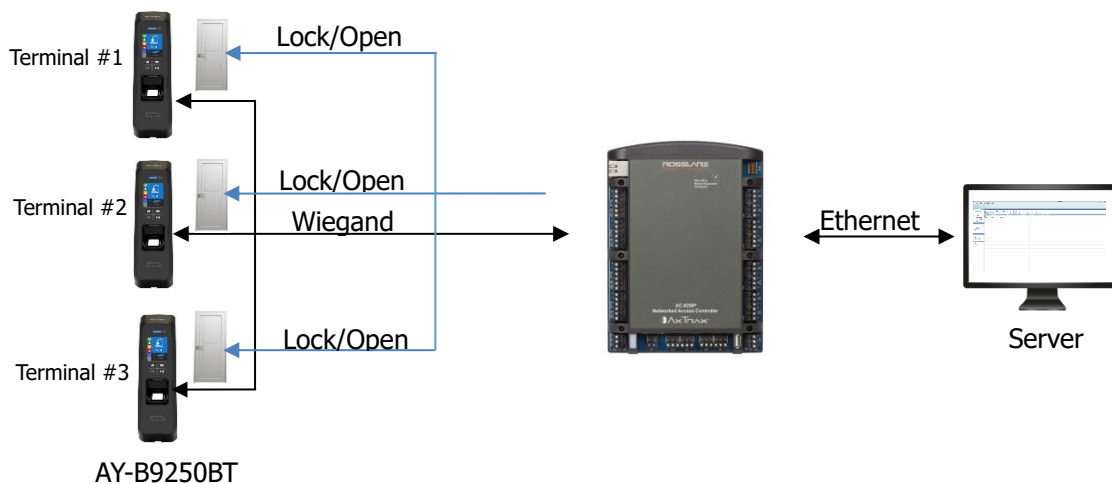 Lock/Open
Terminal #1
ROSSLARE
Lock/Open
Terminal #2
Wiegand
Ethernet
AC-825IP
Networked Access Controller
AxTrax
Lock/Open
Server
Terminal #3
AY-B9250BT